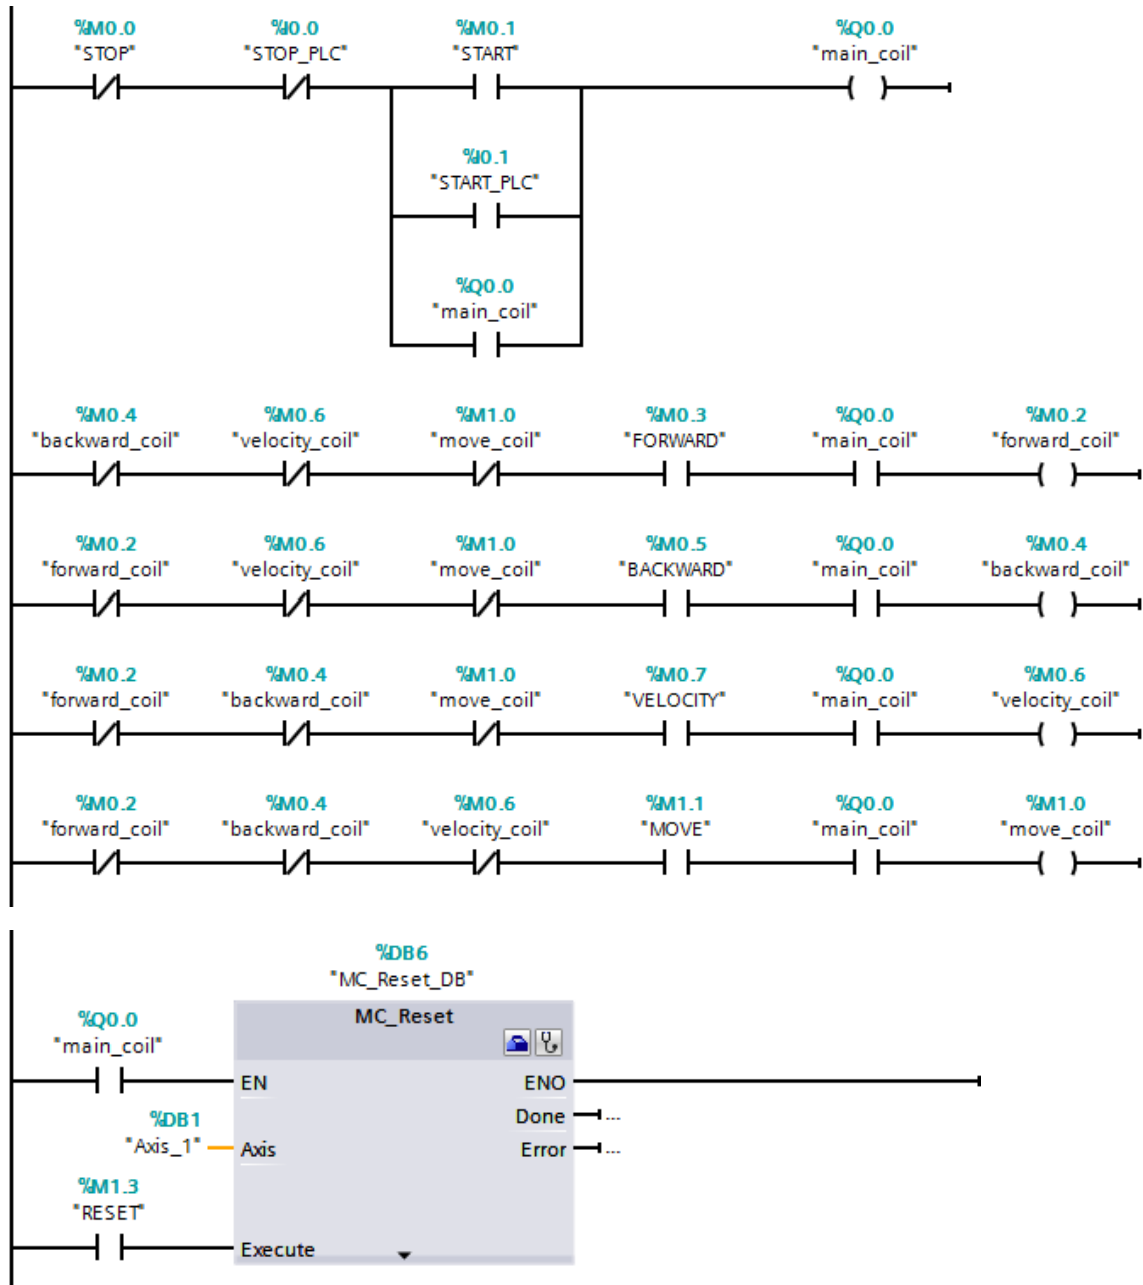 %M0.0 %I0.0 %M0.1 %Q0.0
"STOP" "STOP_PLC" "START" "main_coil"
%I0.1
"START_PLC"
%Q0.0
"main_coil"
%M0.4 %M0.6 %M1.0 %M0.3 %Q0.0 %M0.2
"backward_coil" "velocity_coil" "move_coil" "FORWARD" "main_coil" "forward_coil"
%M0.2 %M0.6 %M1.0 %M0.5 %Q0.0 %M0.4
"forward_coil" "velocity_coil" "move_coil" "BACKWARD" "main_coil" "backward_coil"
%M0.2 %M0.4 %M1.0 %M0.7 %Q0.0 %M0.6
"forward_coil" "backward_coil" "move_coil" "VELOCITY" "main_coil" "velocity_coil"
%M0.2 %M0.4 %M0.6 %M1.1 %Q0.0 %M1.0
"forward_coil" "backward_coil" "velocity_coil" "MOVE" "main_coil" "move_coil"
%DB6
"MC_Reset_DB"
MC_Reset
%Q0.0
"main_coil"
EN ENO
%DB1 Done ...
"Axis_1" Axis Error ...
%M1.3
"RESET"
Execute